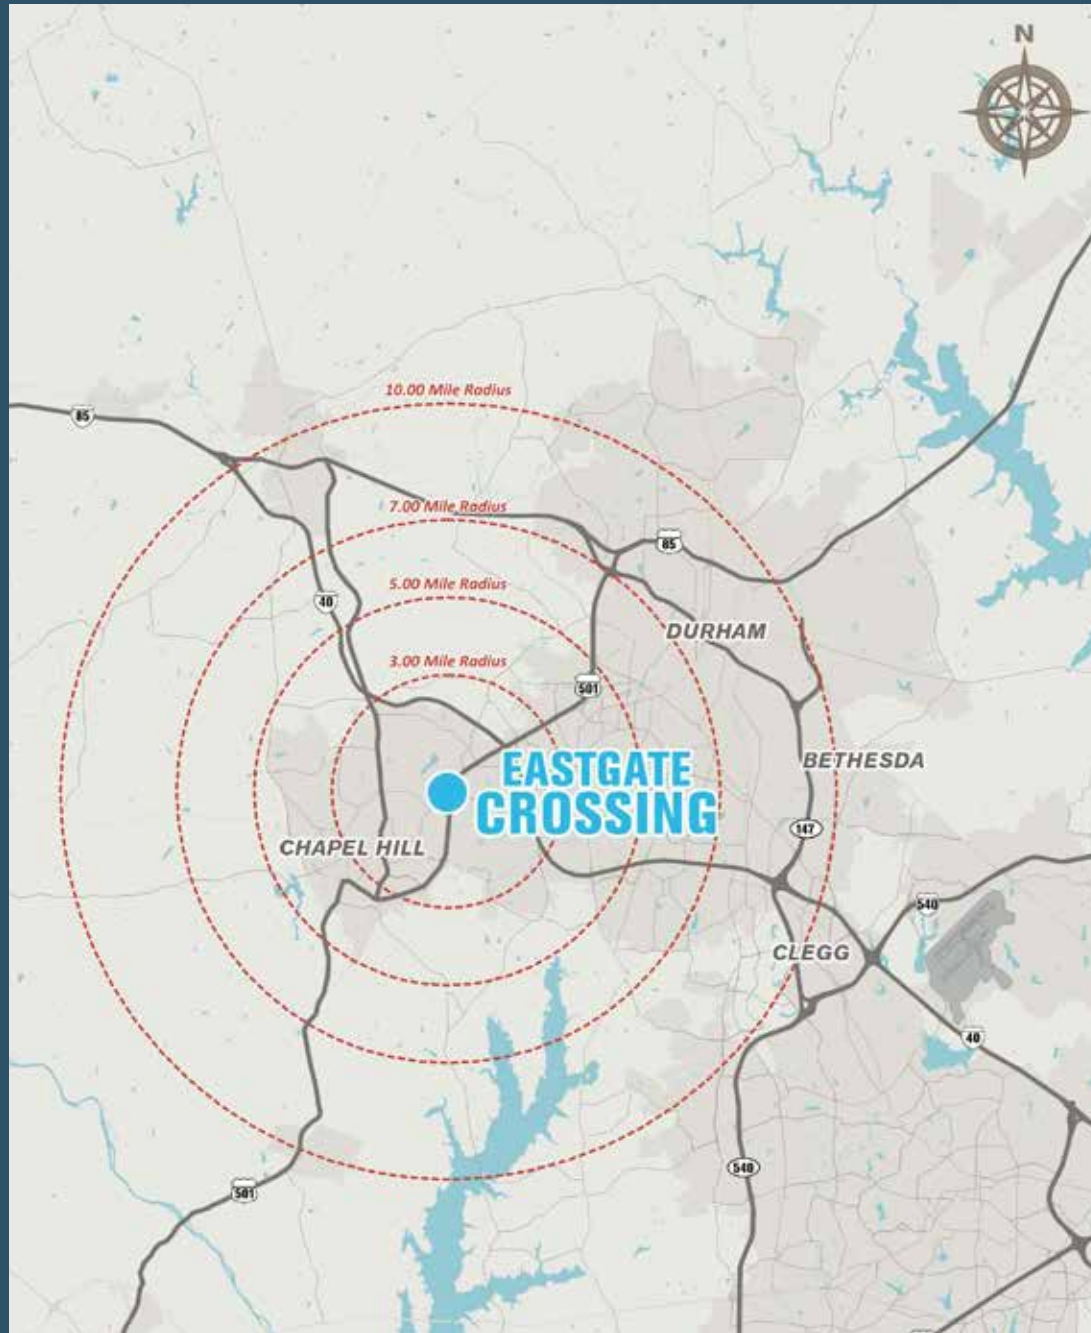 N
10.00 Mile Radius
85
7.00 Mile Radius
85
5.00 Mile Radius
40
DURHAM
3.00 Mile Radius
501
EASTGATE
CROSSING
BETHESDA
147
CHAPEL HILL
540
CLEGG
40
540
501